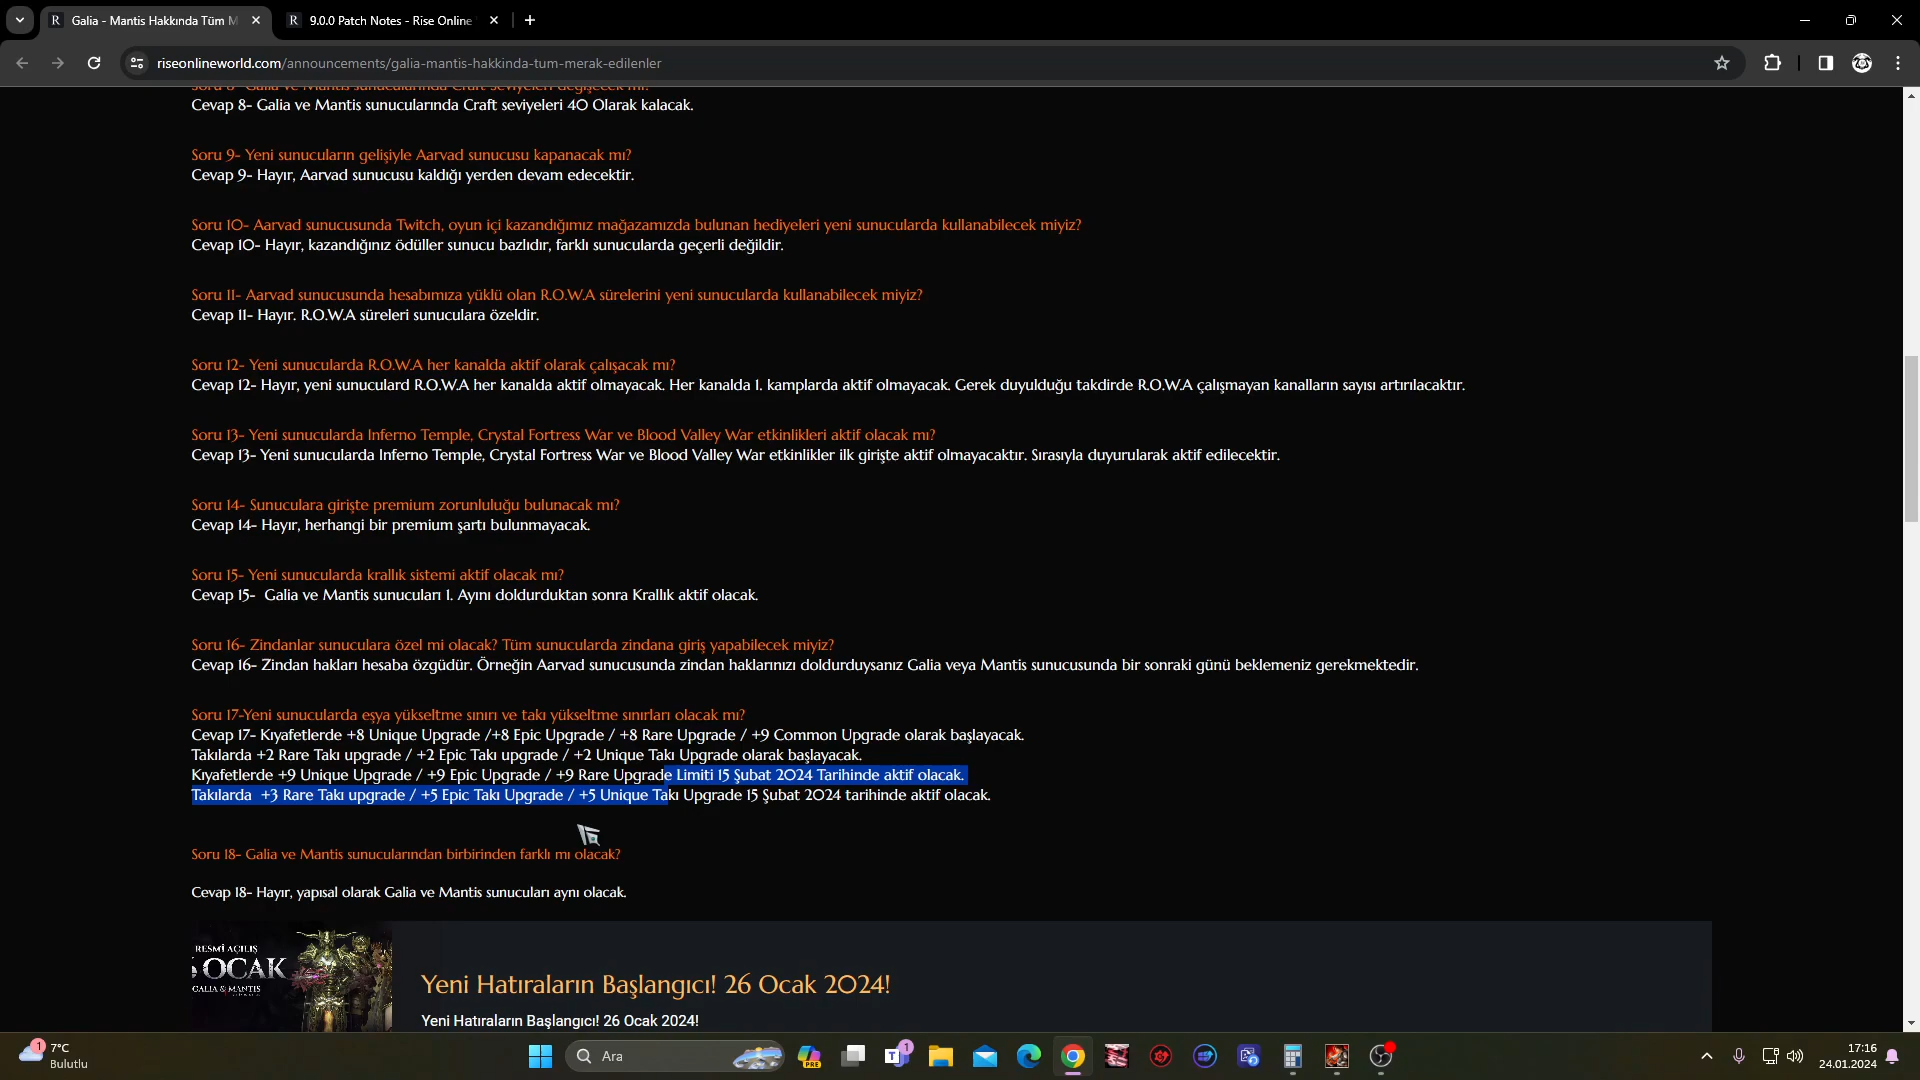 Galia - Mantis Hakkında Tüm M
9.0.0 Patch Notes - Rise Online
riseonlineworld.com/announcements/galia-mantis-hakkinda-tum-merak-edilenler
Soru 8- Galia ve Mantis sunucularında Craft seviyeleri değişecek mi?
Cevap 8- Galia ve Mantis sunucularında Craft seviyeleri 40 Olarak kalacak.
Soru 9- Yeni sunucuların gelişiyle Aarvad sunucusu kapanacak mı?
Cevap 9- Hayır, Aarvad sunucusu kaldığı yerden devam edecektir.
Soru 10- Aarvad sunucusunda Twitch, oyun içi kazandığımız mağazamızda bulunan hediyeleri yeni sunucularda kullanabilecek miyiz?
Cevap 10- Hayır, kazandığınız ödüller sunucu bazlıdır, farklı sunucularda geçerli değildir.
Soru 11- Aarvad sunucusunda hesabımıza yüklü olan R.O.W.A sürelerini yeni sunucularda kullanabilecek miyiz?
Cevap 11- Hayır. R.O.W.A süreleri sunuculara özeldir.
Soru 12- Yeni sunucularda R.O.W.A her kanalda aktif olarak çalışacak mı?
Cevap 12- Hayır, yeni sunuculard R.O.W.A her kanalda aktif olmayacak. Her kanalda 1. kamplarda aktif olmayacak. Gerek duyulduğu takdirde R.O.W.A çalışmayan kanalların sayısı artırılacaktır.
Soru 13- Yeni sunucularda Inferno Temple, Crystal Fortress War ve Blood Valley War etkinlikleri aktif olacak mı?
Cevap 13- Yeni sunucularda Inferno Temple, Crystal Fortress War ve Blood Valley War etkinlikler ilk girişte aktif olmayacaktır. Sırasıyla duyurularak aktif edilecektir.
Soru 14- Sunuculara girişte premium zorunluluğu bulunacak mı?
Cevap 14- Hayır, herhangi bir premium şartı bulunmayacak.
Soru 15- Yeni sunucularda krallık sistemi aktif olacak mı?
Cevap 15- Galia ve Mantis sunucuları 1. Ayını doldurduktan sonra Krallık aktif olacak.
Soru 16- Zindanlar sunuculara özel mi olacak? Tüm sunucularda zindana giriş yapabilecek miyiz?
Cevap 16- Zindan hakları hesaba özgüdür. Örneğin Aarvad sunucusunda zindan haklarınızı doldurduysanız Galia veya Mantis sunucusunda bir sonraki günü beklemeniz gerekmektedir.
Soru 17-Yeni sunucularda eşya yükseltme sınırı ve takı yükseltme sınırları olacak mı?
Cevap 17- Kıyafetlerde +8 Unique Upgrade /+8 Epic Upgrade / +8 Rare Upgrade / +9 Common Upgrade olarak başlayacak.
Takılarda +2 Rare Takı upgrade / +2 Epic Takı upgrade / +2 Unique Takı Upgrade olarak başlayacak.
Kıyafetlerde +9 Unique Upgrade / +9 Epic Upgrade / +9 Rare Upgrade Limiti 15 Şubat 2024 Tarihinde aktif olacak.
Takılarda +3 Rare Takı upgrade / +5 Epic Takı Upgrade / +5 Unique Takı Upgrade 15 Şubat 2024 tarihinde aktif olacak.
Soru 18- Galia ve Mantis sunucularından birbirinden farklı mı olacak?
Cevap 18- Hayır, yapısal olarak Galia ve Mantis sunucuları aynı olacak.
RESMİ AÇILIŞ
OCAK
GALIA & MANTIS
Yeni Hatıraların Başlangıcı! 26 Ocak 2024!
Yeni Hatıraların Başlangıcı! 26 Ocak 2024!
1
7°C
Bulutlu
Ara
PRE
1
17:16
24.01.2024